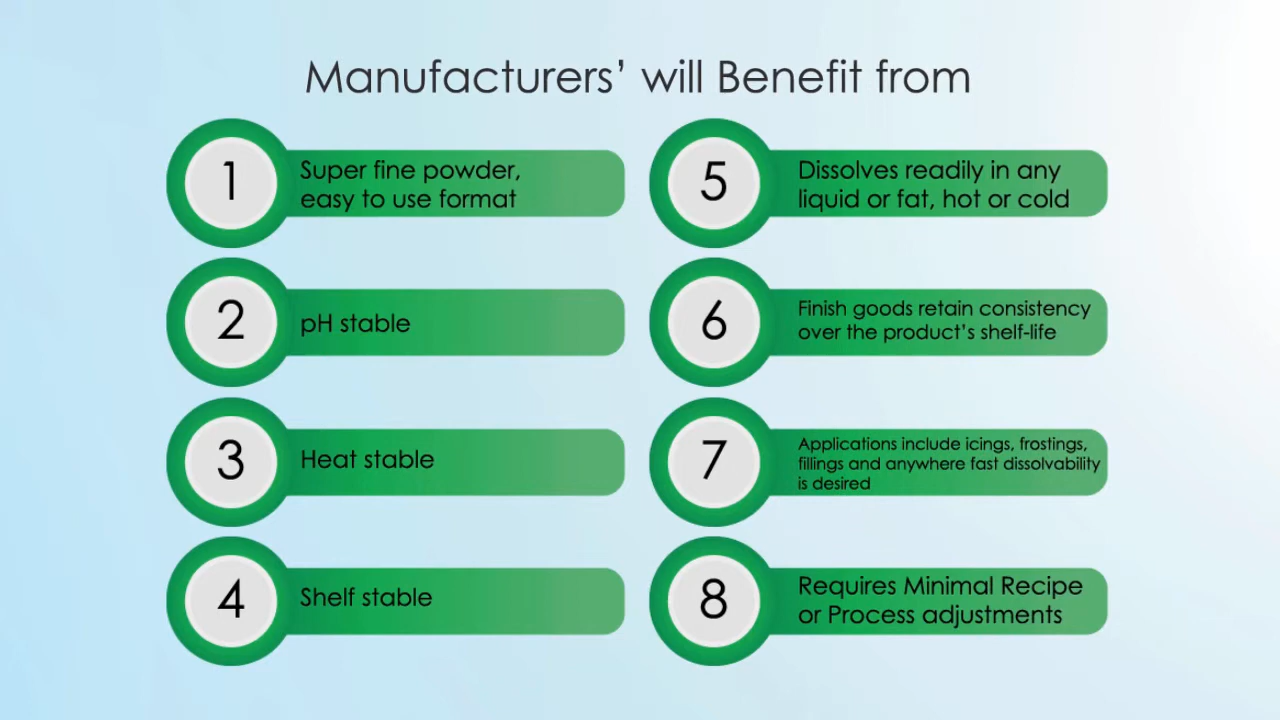 Manufacturers’ will Benefit from
1
Super fine powder,
easy to use format
2
pH stable
3
Heat stable
4
Shelf stable
5
Dissolves readily in any
liquid or fat, hot or cold
6
Finish goods retain consistency
over the product’s shelf-life
7
Applications include icings, frostings,
fillings and anywhere fast dissolvability
is desired
8
Requires Minimal Recipe
or Process adjustments